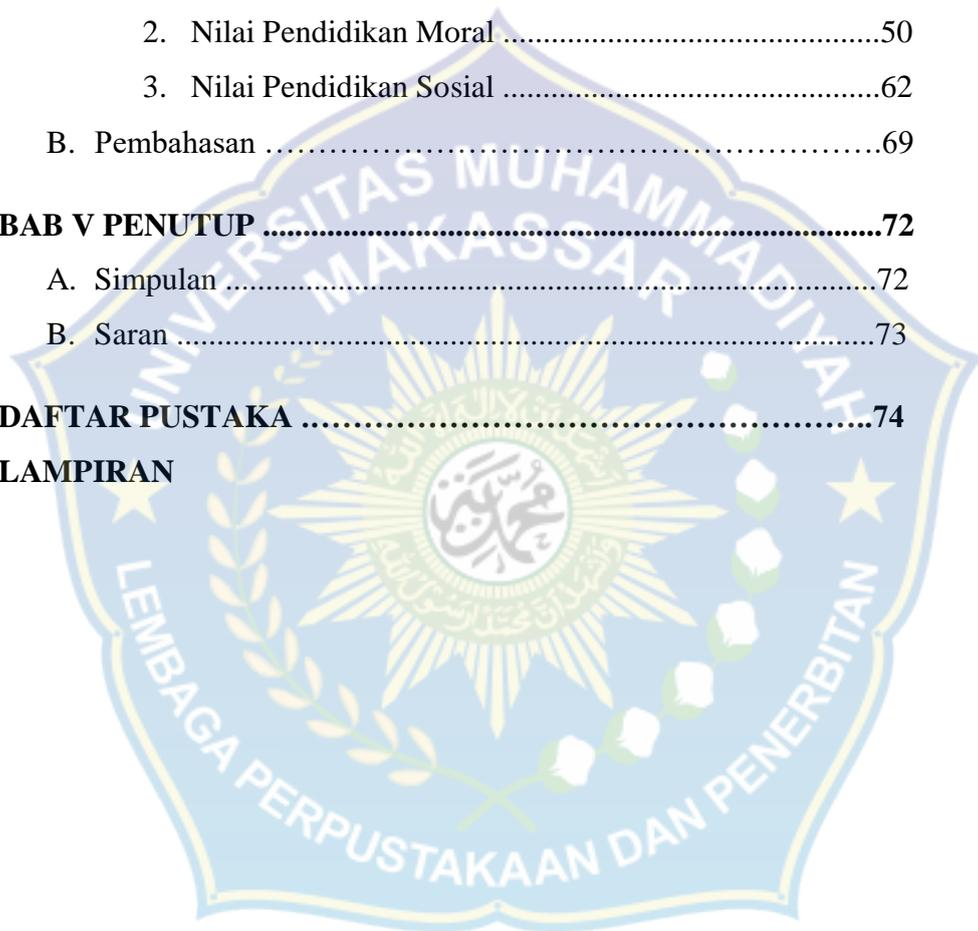 2. Nilai Pendidikan Moral ...............................................50
3. Nilai Pendidikan Sosial ...............................................62
B. Pembahasan ……………………………………………………….69
BAB V PENUTUP ..........................................................................72
A. Simpulan ................................................................................72
B. Saran ......................................................................................73
DAFTAR PUSTAKA .…………………………………………...74
LAMPIRAN
UNIVERSITAS MUHAMMADIYAH
MAKASSAR
LEMBAGA PERPUSTAKAAN DAN PENERBITAN